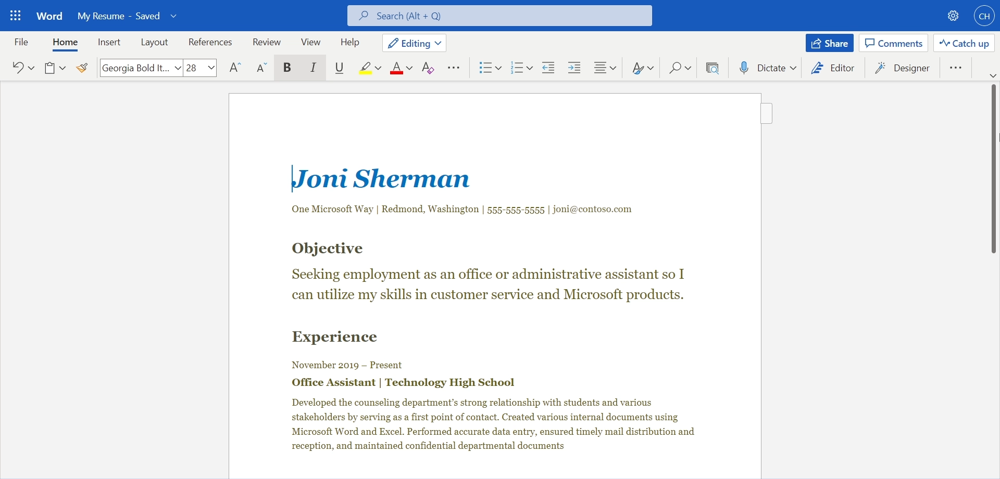 Word My Resume - Saved Search (Alt + Q) CH
File Home Insert Layout References Review View Help Editing Share Comments Catch up
Georgia Bold It... 28 A A B I U A A Dictate Editor Designer
Joni Sherman
One Microsoft Way | Redmond, Washington | 555-555-5555 | joni@contoso.com
Objective
Seeking employment as an office or administrative assistant so I
can utilize my skills in customer service and Microsoft products.
Experience
November 2019 – Present
Office Assistant | Technology High School
Developed the counseling department’s strong relationship with students and various
stakeholders by serving as a first point of contact. Created various internal documents using
Microsoft Word and Excel. Performed accurate data entry, ensured timely mail distribution and
reception, and maintained confidential departmental documents